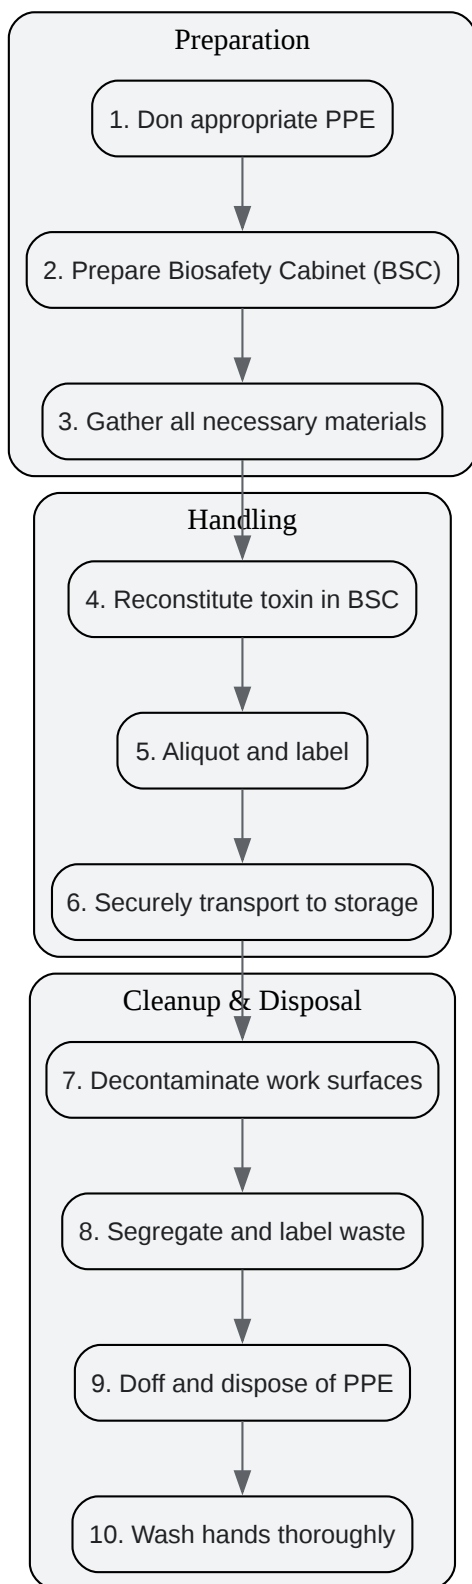 Preparation
1. Don appropriate PPE
2. Prepare Biosafety Cabinet (BSC)
3. Gather all necessary materials
Handling
4. Reconstitute toxin in BSC
5. Aliquot and label
6. Securely transport to storage
Cleanup & Disposal
7. Decontaminate work surfaces
8. Segregate and label waste
9. Doff and dispose of PPE
10. Wash hands thoroughly